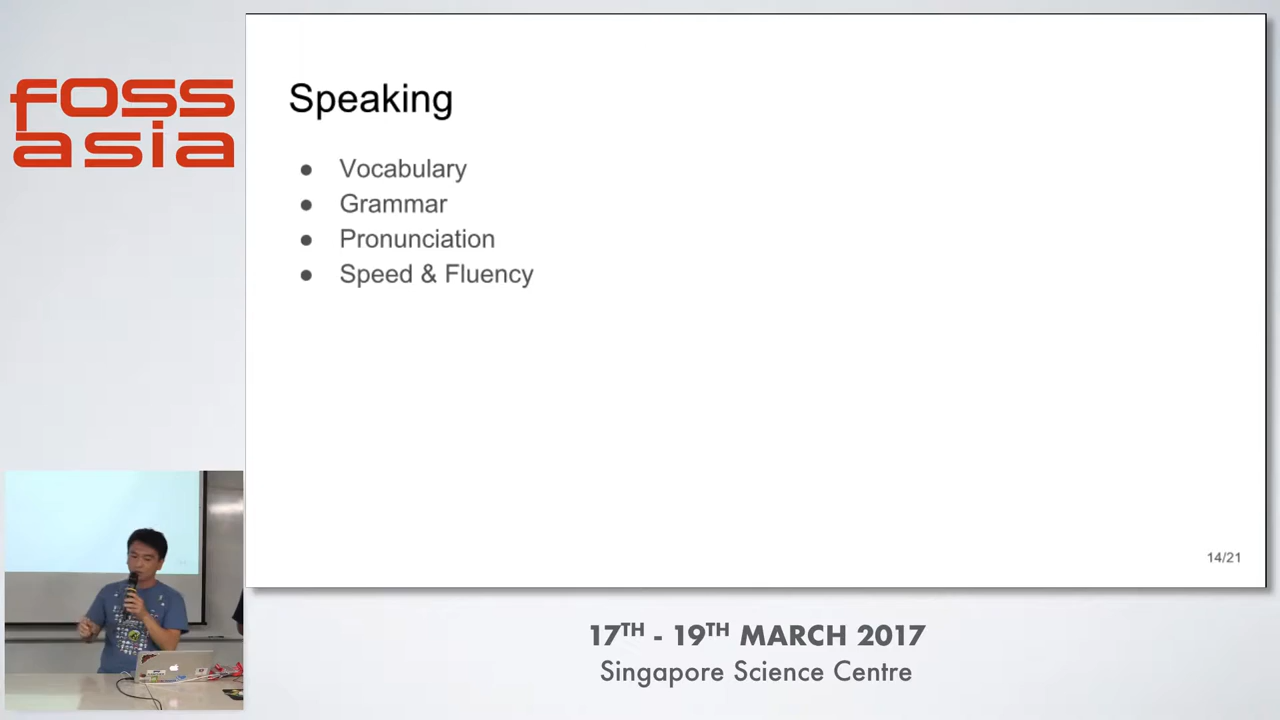 foss
asia
Speaking
● Vocabulary
● Grammar
● Pronunciation
● Speed & Fluency
14/21
17TH - 19TH MARCH 2017
Singapore Science Centre